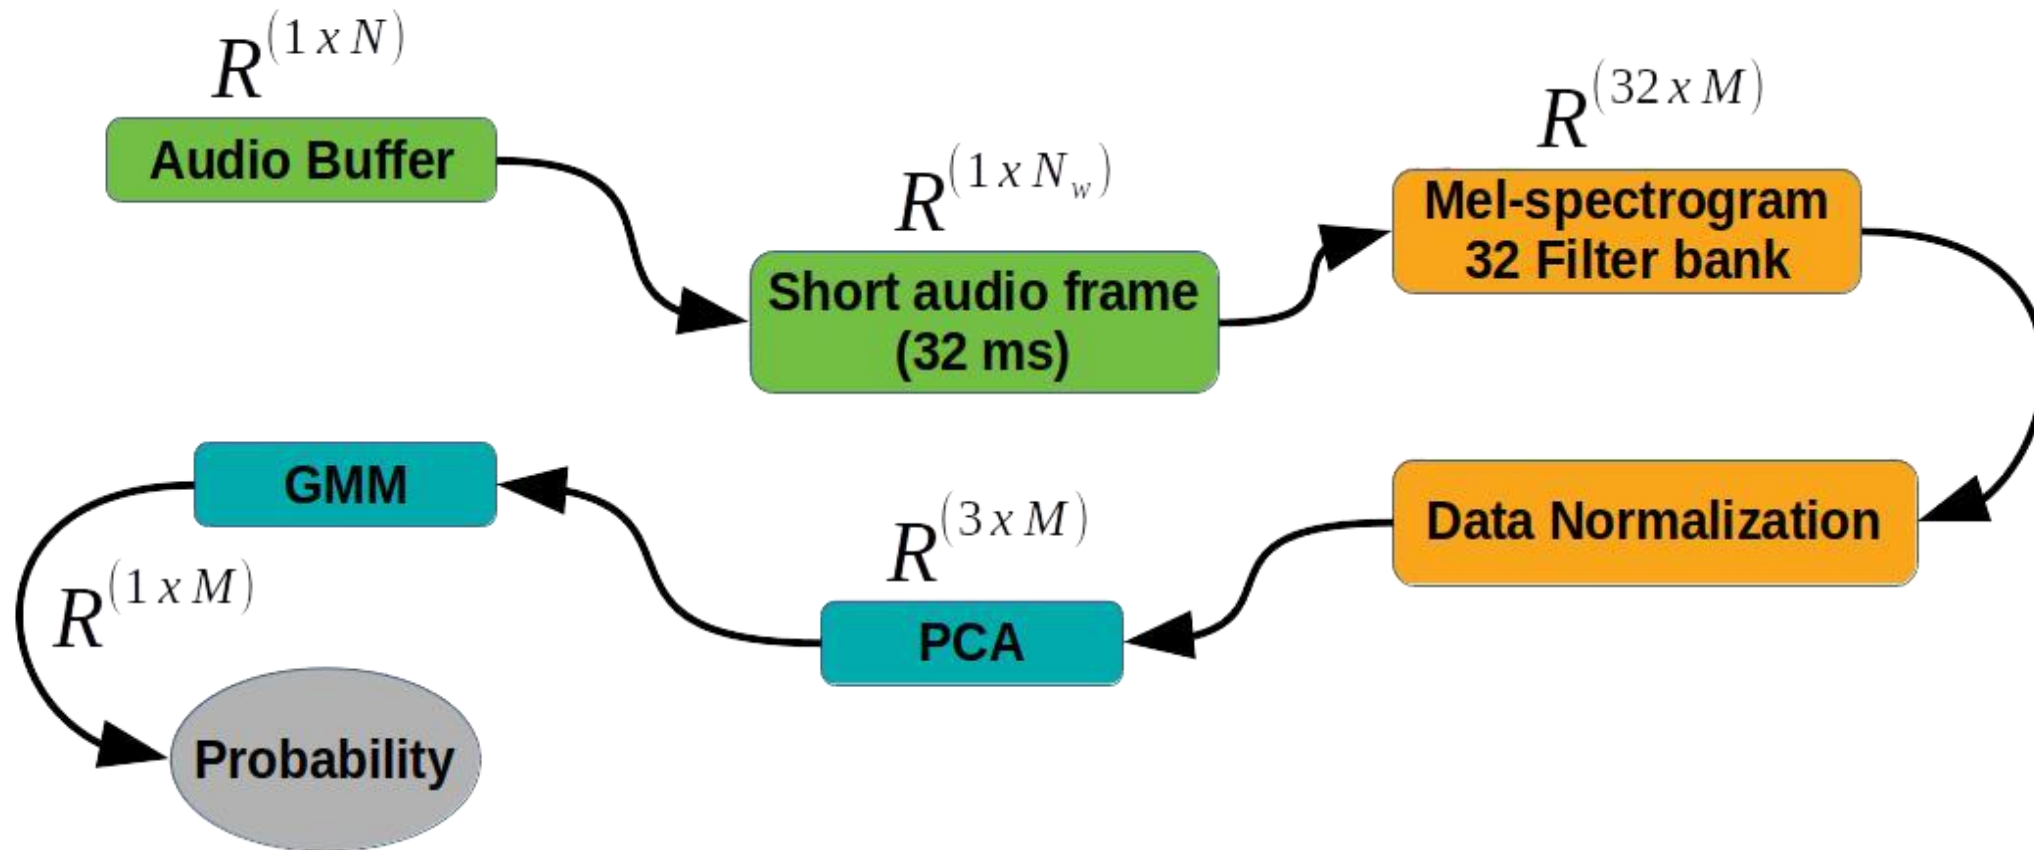 R^(1 x N)
Audio Buffer
R^(1 x N_w)
Short audio frame
(32 ms)
R^(32 x M)
Mel-spectrogram
32 Filter bank
Data Normalization
R^(3 x M)
PCA
GMM
R^(1 x M)
Probability